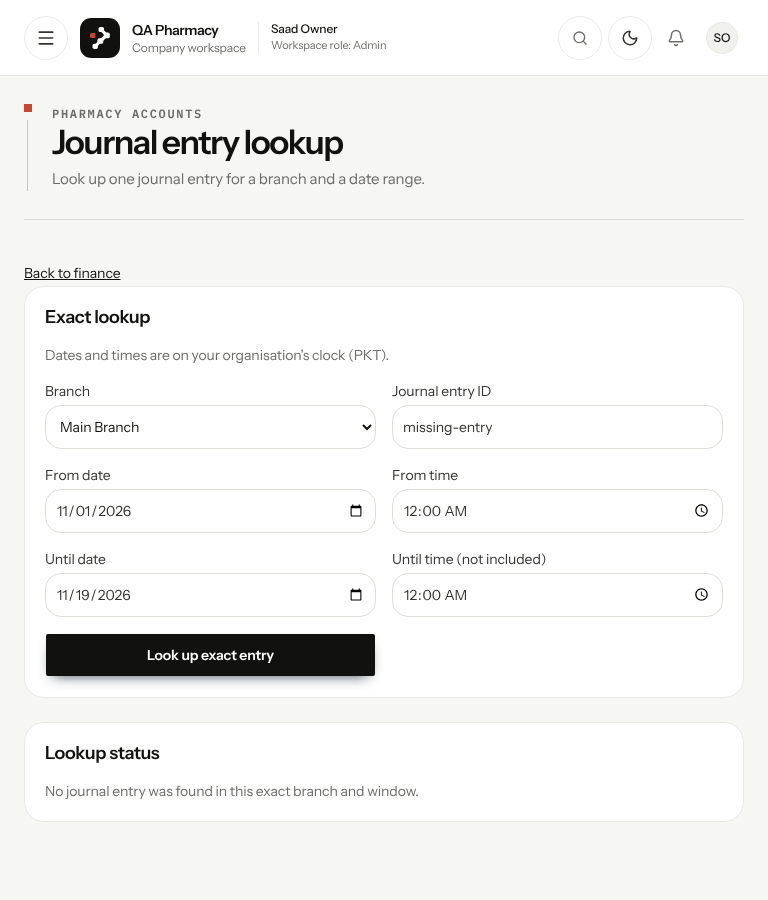 QA Pharmacy
Company workspace
Saad Owner
Workspace role: Admin
SO
PHARMACY ACCOUNTS
Journal entry lookup
Look up one journal entry for a branch and a date range.
Back to finance
Exact lookup
Dates and times are on your organisation's clock (PKT).
Branch
Main Branch
Journal entry ID
missing-entry
From date
11/01/2026
From time
12:00 AM
Until date
11/19/2026
Until time (not included)
12:00 AM
Look up exact entry
Lookup status
No journal entry was found in this exact branch and window.